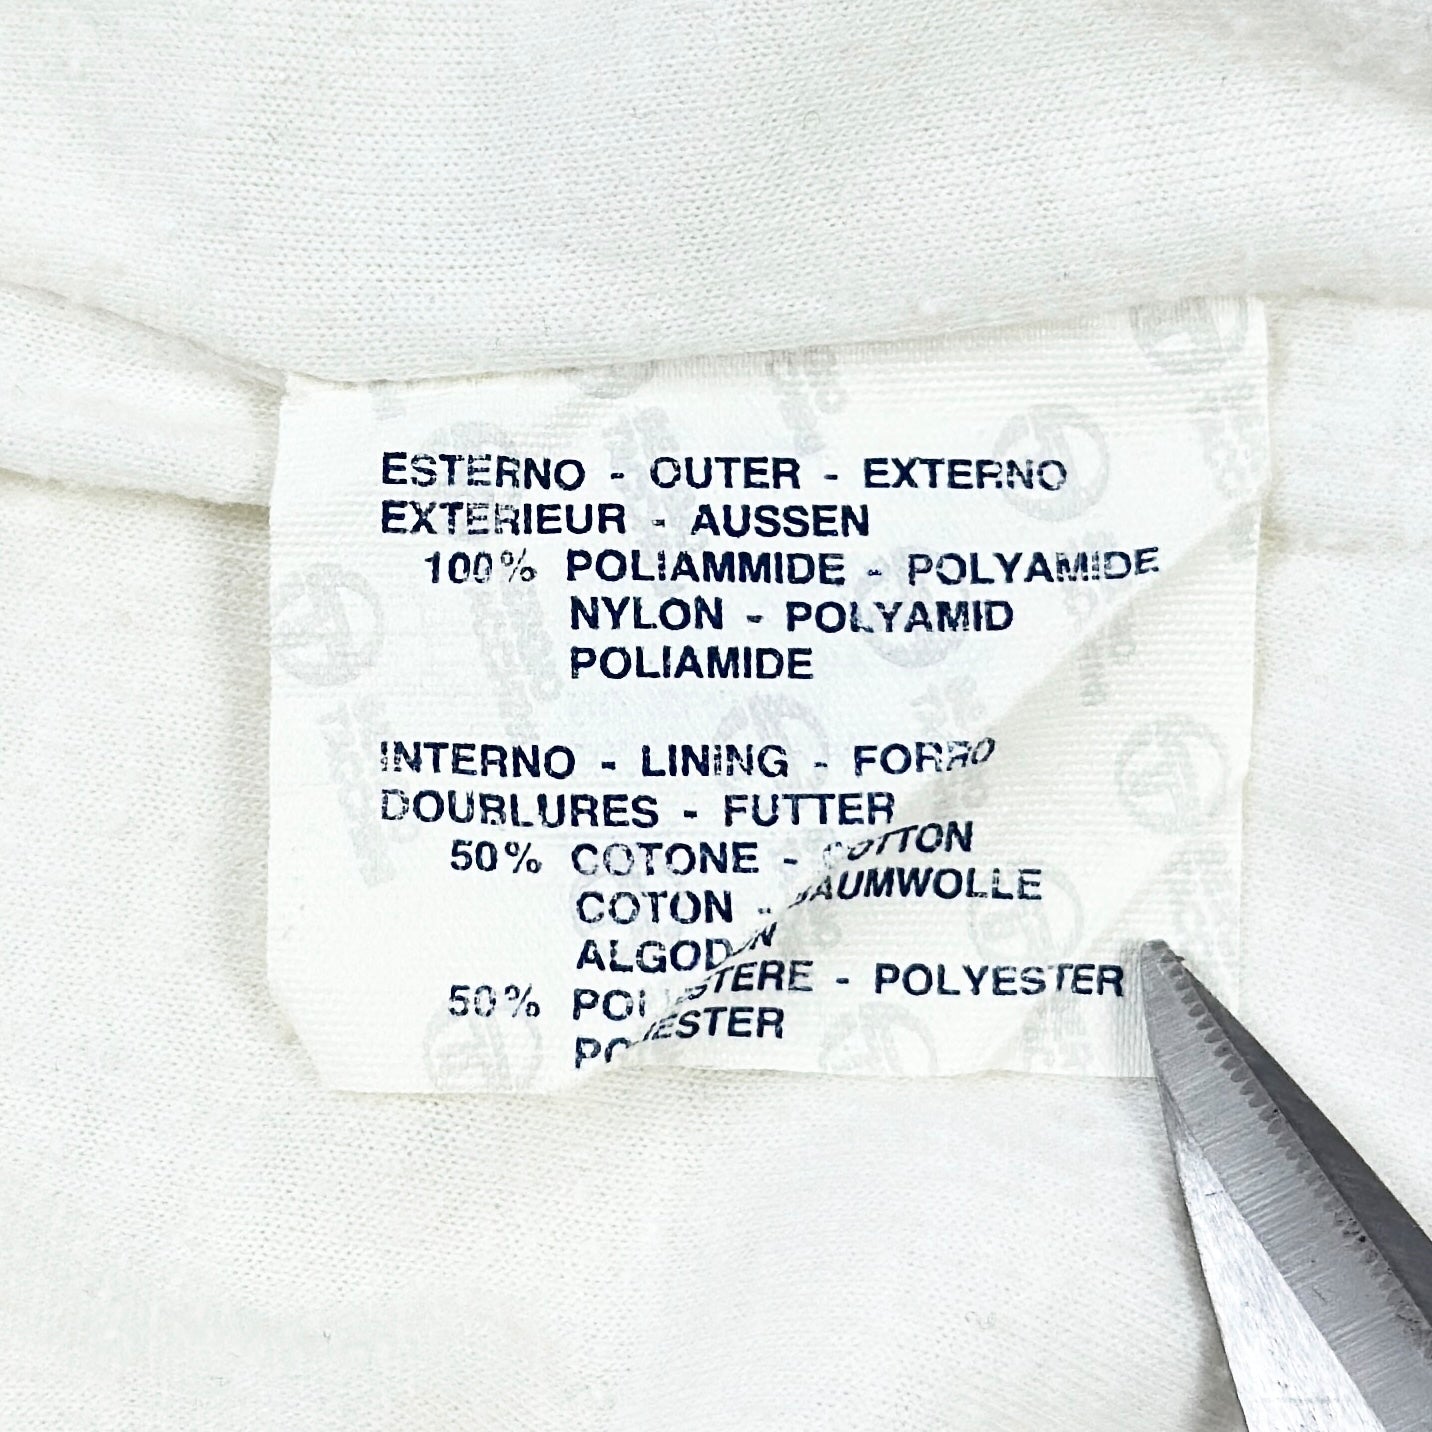 ESTERNO - OUTER - EXTERNO
EXTERIEUR - AUSSEN
100% POLIAMMIDE - POLYAMIDE
NYLON - POLYAMID
POLIAMIDE
INTERNO - LINING - FORRO
DOUBLURES - FUTTER
50% COTONE - COTTON
COTON - BAUMWOLLE
ALGODON
50% POLIESTERE - POLYESTER
POLIESTER